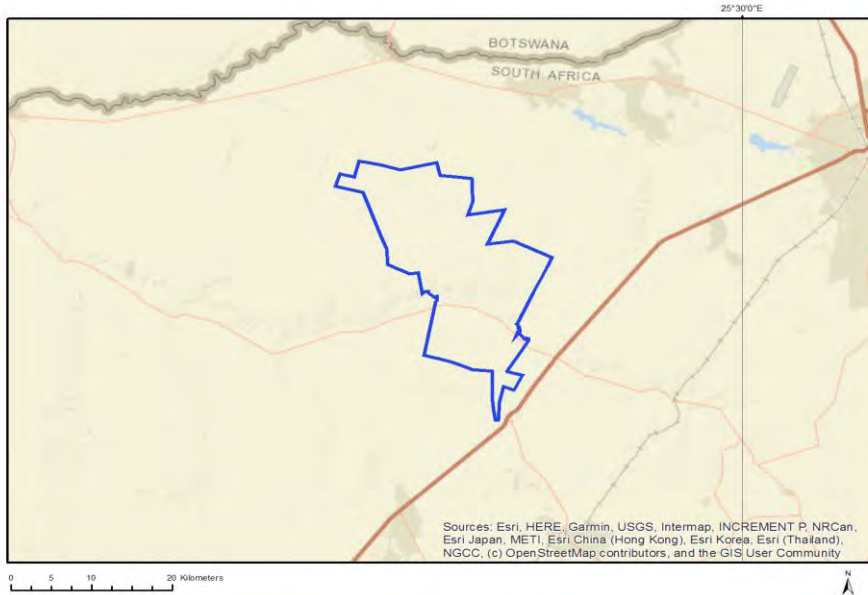 25°30'0"E
BOTSWANA
SOUTH AFRICA
Sources: Esri, HERE, Garmin, USGS, Intermap, INCREMENT P, NRCan,
Esri Japan, METI, Esri China (Hong Kong), Esri Korea, Esri (Thailand),
NGCC, (c) OpenStreetMap contributors, and the GIS User Community
0 5 10 20 Kilometers
N